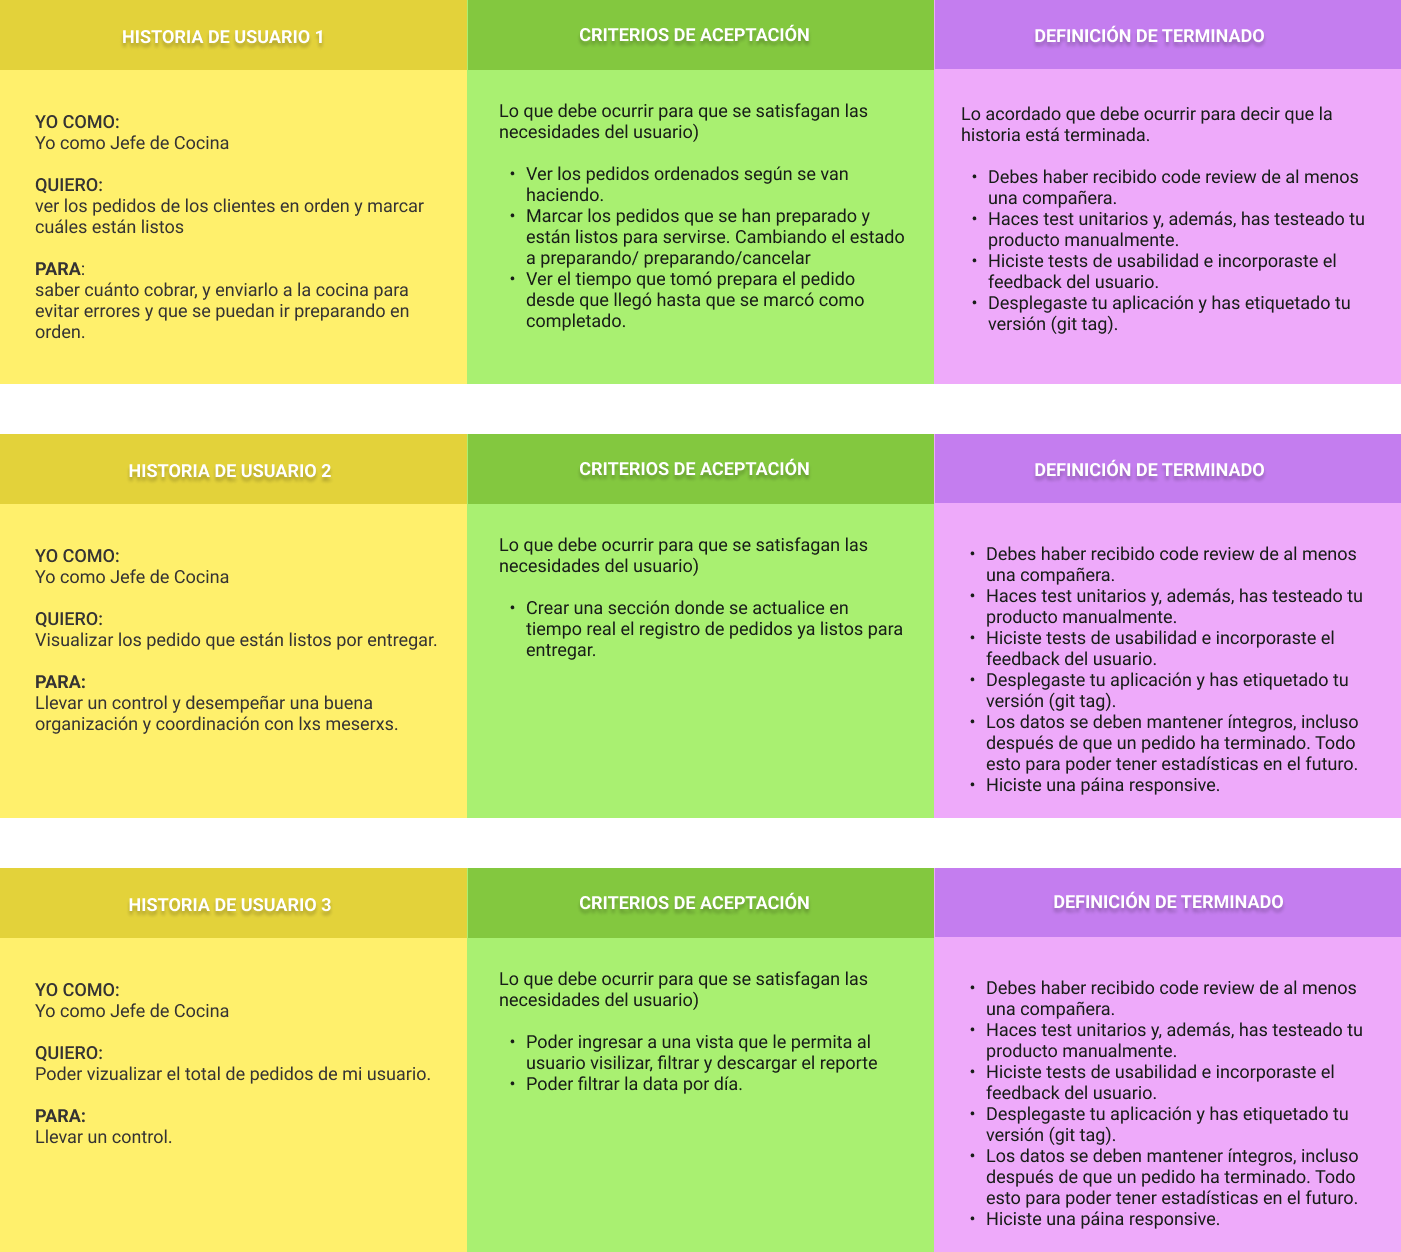 HISTORIA DE USUARIO 1
YO COMO:
Yo como Jefe de Cocina
QUIERO:
ver los pedidos de los clientes en orden y marcar
cuáles están listos
PARA:
saber cuánto cobrar, y enviarlo a la cocina para
evitar errores y que se puedan ir preparando en
orden.
CRITERIOS DE ACEPTACIÓN
Lo que debe ocurrir para que se satisfagan las
necesidades del usuario)
• Ver los pedidos ordenados según se van
haciendo.
• Marcar los pedidos que se han preparado y
están listos para servirse. Cambiando el estado
a preparando/ preparando/cancelar
• Ver el tiempo que tomó prepara el pedido
desde que llegó hasta que se marcó como
completado.
DEFINICIÓN DE TERMINADO
Lo acordado que debe ocurrir para decir que la
historia está terminada.
• Debes haber recibido code review de al menos
una compañera.
• Haces test unitarios y, además, has testeado tu
producto manualmente.
• Hiciste tests de usabilidad e incorporaste el
feedback del usuario.
• Desplegaste tu aplicación y has etiquetado tu
versión (git tag).
HISTORIA DE USUARIO 2
YO COMO:
Yo como Jefe de Cocina
QUIERO:
Visualizar los pedido que están listos por entregar.
PARA:
Llevar un control y desempeñar una buena
organización y coordinación con lxs meserxs.
CRITERIOS DE ACEPTACIÓN
Lo que debe ocurrir para que se satisfagan las
necesidades del usuario)
• Crear una sección donde se actualice en
tiempo real el registro de pedidos ya listos para
entregar.
DEFINICIÓN DE TERMINADO
• Debes haber recibido code review de al menos
una compañera.
• Haces test unitarios y, además, has testeado tu
producto manualmente.
• Hiciste tests de usabilidad e incorporaste el
feedback del usuario.
• Desplegaste tu aplicación y has etiquetado tu
versión (git tag).
• Los datos se deben mantener íntegros, incluso
después de que un pedido ha terminado. Todo
esto para poder tener estadísticas en el futuro.
• Hiciste una páina responsive.
HISTORIA DE USUARIO 3
YO COMO:
Yo como Jefe de Cocina
QUIERO:
Poder vizualizar el total de pedidos de mi usuario.
PARA:
Llevar un control.
CRITERIOS DE ACEPTACIÓN
Lo que debe ocurrir para que se satisfagan las
necesidades del usuario)
• Poder ingresar a una vista que le permita al
usuario visilizar, filtrar y descargar el reporte
• Poder filtrar la data por día.
DEFINICIÓN DE TERMINADO
• Debes haber recibido code review de al menos
una compañera.
• Haces test unitarios y, además, has testeado tu
producto manualmente.
• Hiciste tests de usabilidad e incorporaste el
feedback del usuario.
• Desplegaste tu aplicación y has etiquetado tu
versión (git tag).
• Los datos se deben mantener íntegros, incluso
después de que un pedido ha terminado. Todo
esto para poder tener estadísticas en el futuro.
• Hiciste una páina responsive.